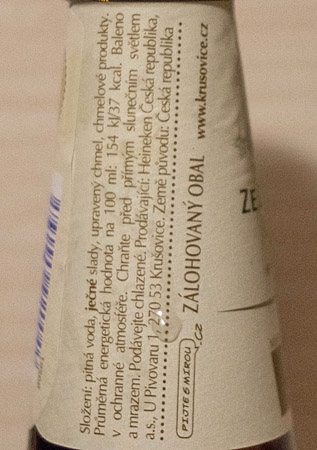 Složení: pitná voda, ječné slady, upravený chmel, chmelové produkty.
Průměrná energetická hodnota na 100 ml: 154 kJ/37 kcal. Baleno
v ochranné atmosféře. Chraňte před přímým slunečním světlem
a mrazem. Podávejte chlazené. Prodávající: Heineken Česká republika,
a.s., U Pivovaru 1, 270 53 Krušovice. Země původu: Česká republika
PIJTE S MÍROU.CZ
ZÁLOHOVANÝ OBAL www.krusovice.cz
ZE